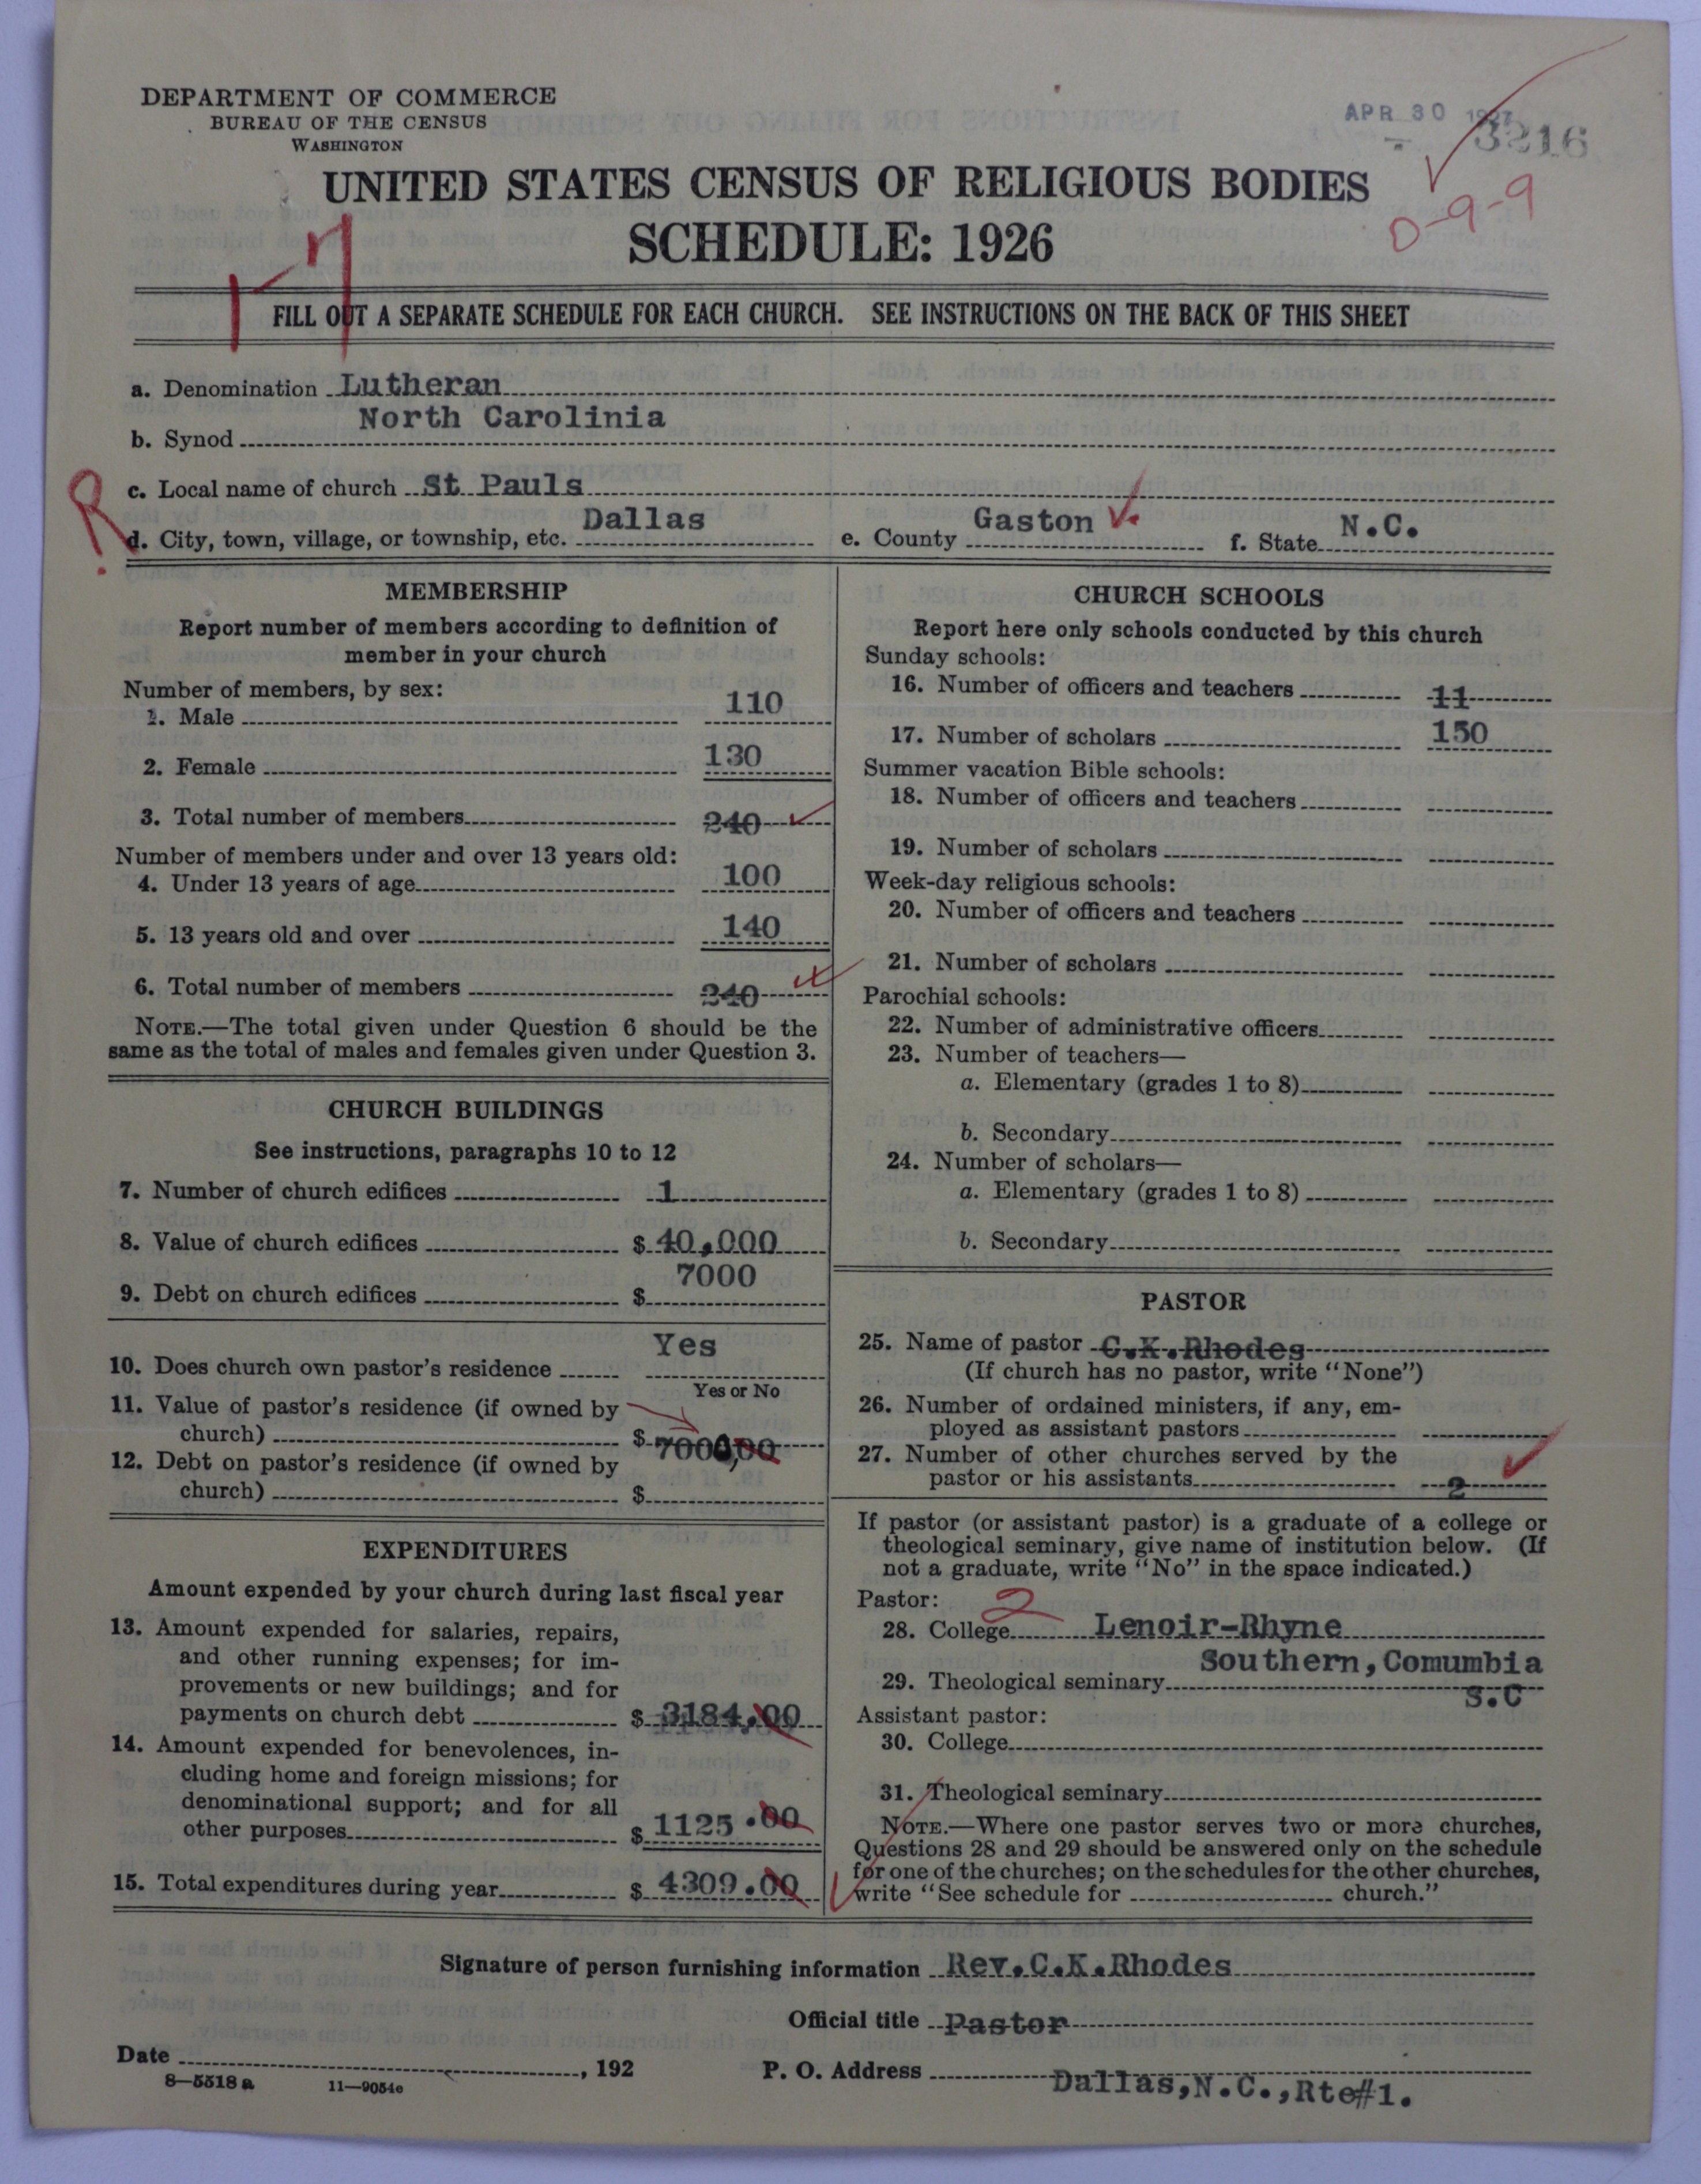 DEPARTMENT OF COMMERCE
BUREAU OF THE CENSUS
WASHINGTON
APR 30 1927
3216
UNITED STATES CENSUS OF RELIGIOUS BODIES
SCHEDULE: 1926
0-9-9
FILL OUT A SEPARATE SCHEDULE FOR EACH CHURCH. SEE INSTRUCTIONS ON THE BACK OF THIS SHEET
a. Denomination Lutheran
b. Synod North Carolinia
R
c. Local name of church St Pauls
d. City, town, village, or township, etc. Dallas e. County Gaston f. State N.C.
MEMBERSHIP
Report number of members according to definition of
member in your church
Number of members, by sex:
1. Male 110
2. Female 130
3. Total number of members 240
Number of members under and over 13 years old:
4. Under 13 years of age 100
5. 13 years old and over 140
6. Total number of members 240
NOTE.—The total given under Question 6 should be the
same as the total of males and females given under Question 3.
CHURCH BUILDINGS
See instructions, paragraphs 10 to 12
7. Number of church edifices 1
8. Value of church edifices $ 40,000
9. Debt on church edifices $ 7000
10. Does church own pastor's residence Yes
Yes or No
11. Value of pastor's residence (if owned by
church) $ 7000,00
12. Debt on pastor's residence (if owned by
church) $
EXPENDITURES
Amount expended by your church during last fiscal year
13. Amount expended for salaries, repairs,
and other running expenses; for im-
provements or new buildings; and for
payments on church debt $ 3184.00
14. Amount expended for benevolences, in-
cluding home and foreign missions; for
denominational support; and for all
other purposes $ 1125.00
15. Total expenditures during year $ 4309.00
CHURCH SCHOOLS
Report here only schools conducted by this church
Sunday schools:
16. Number of officers and teachers 11
17. Number of scholars 150
Summer vacation Bible schools:
18. Number of officers and teachers
19. Number of scholars
Week-day religious schools:
20. Number of officers and teachers
21. Number of scholars
Parochial schools:
22. Number of administrative officers
23. Number of teachers—
a. Elementary (grades 1 to 8)
b. Secondary
24. Number of scholars—
a. Elementary (grades 1 to 8)
b. Secondary
PASTOR
25. Name of pastor C.K.Rhodes
(If church has no pastor, write "None")
26. Number of ordained ministers, if any, em-
ployed as assistant pastors
27. Number of other churches served by the
pastor or his assistants 2
If pastor (or assistant pastor) is a graduate of a college or
theological seminary, give name of institution below. (If
not a graduate, write "No" in the space indicated.)
Pastor: 2
28. College Lenoir-Rhyne
29. Theological seminary Southern, Comumbia
S.C
Assistant pastor:
30. College
31. Theological seminary
NOTE.—Where one pastor serves two or more churches,
Questions 28 and 29 should be answered only on the schedule
for one of the churches; on the schedules for the other churches,
write "See schedule for church."
Signature of person furnishing information Rev.C.K.Rhodes
Official title Pastor
Date , 192 P. O. Address Dallas,N.C.,Rte#1.
8—5518 a 11—9054c